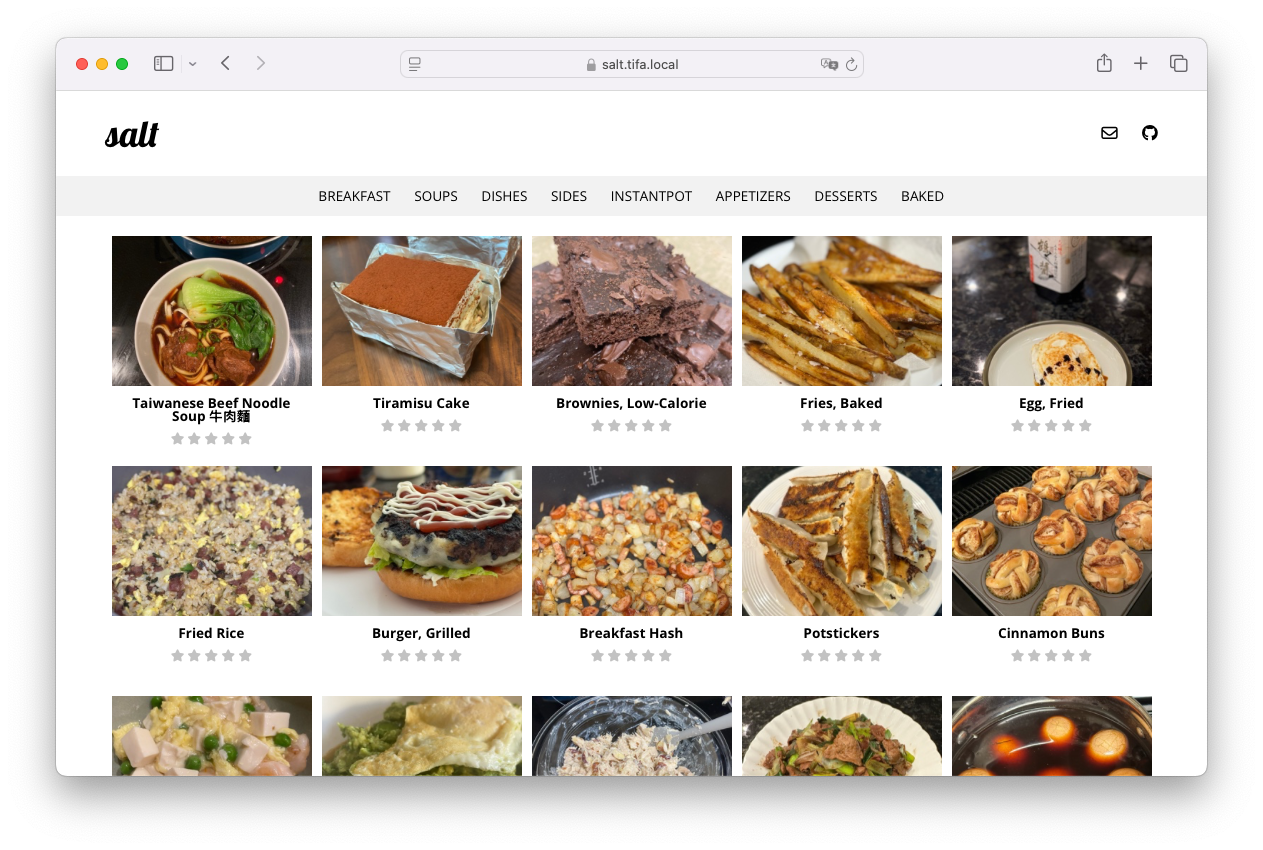 salt.tifa.local
salt
BREAKFAST SOUPS DISHES SIDES INSTANTPOT APPETIZERS DESSERTS BAKED
Taiwanese Beef Noodle
Soup 牛肉麵
Tiramisu Cake
Brownies, Low-Calorie
Fries, Baked
Egg, Fried
Fried Rice
Burger, Grilled
Breakfast Hash
Potstickers
Cinnamon Buns